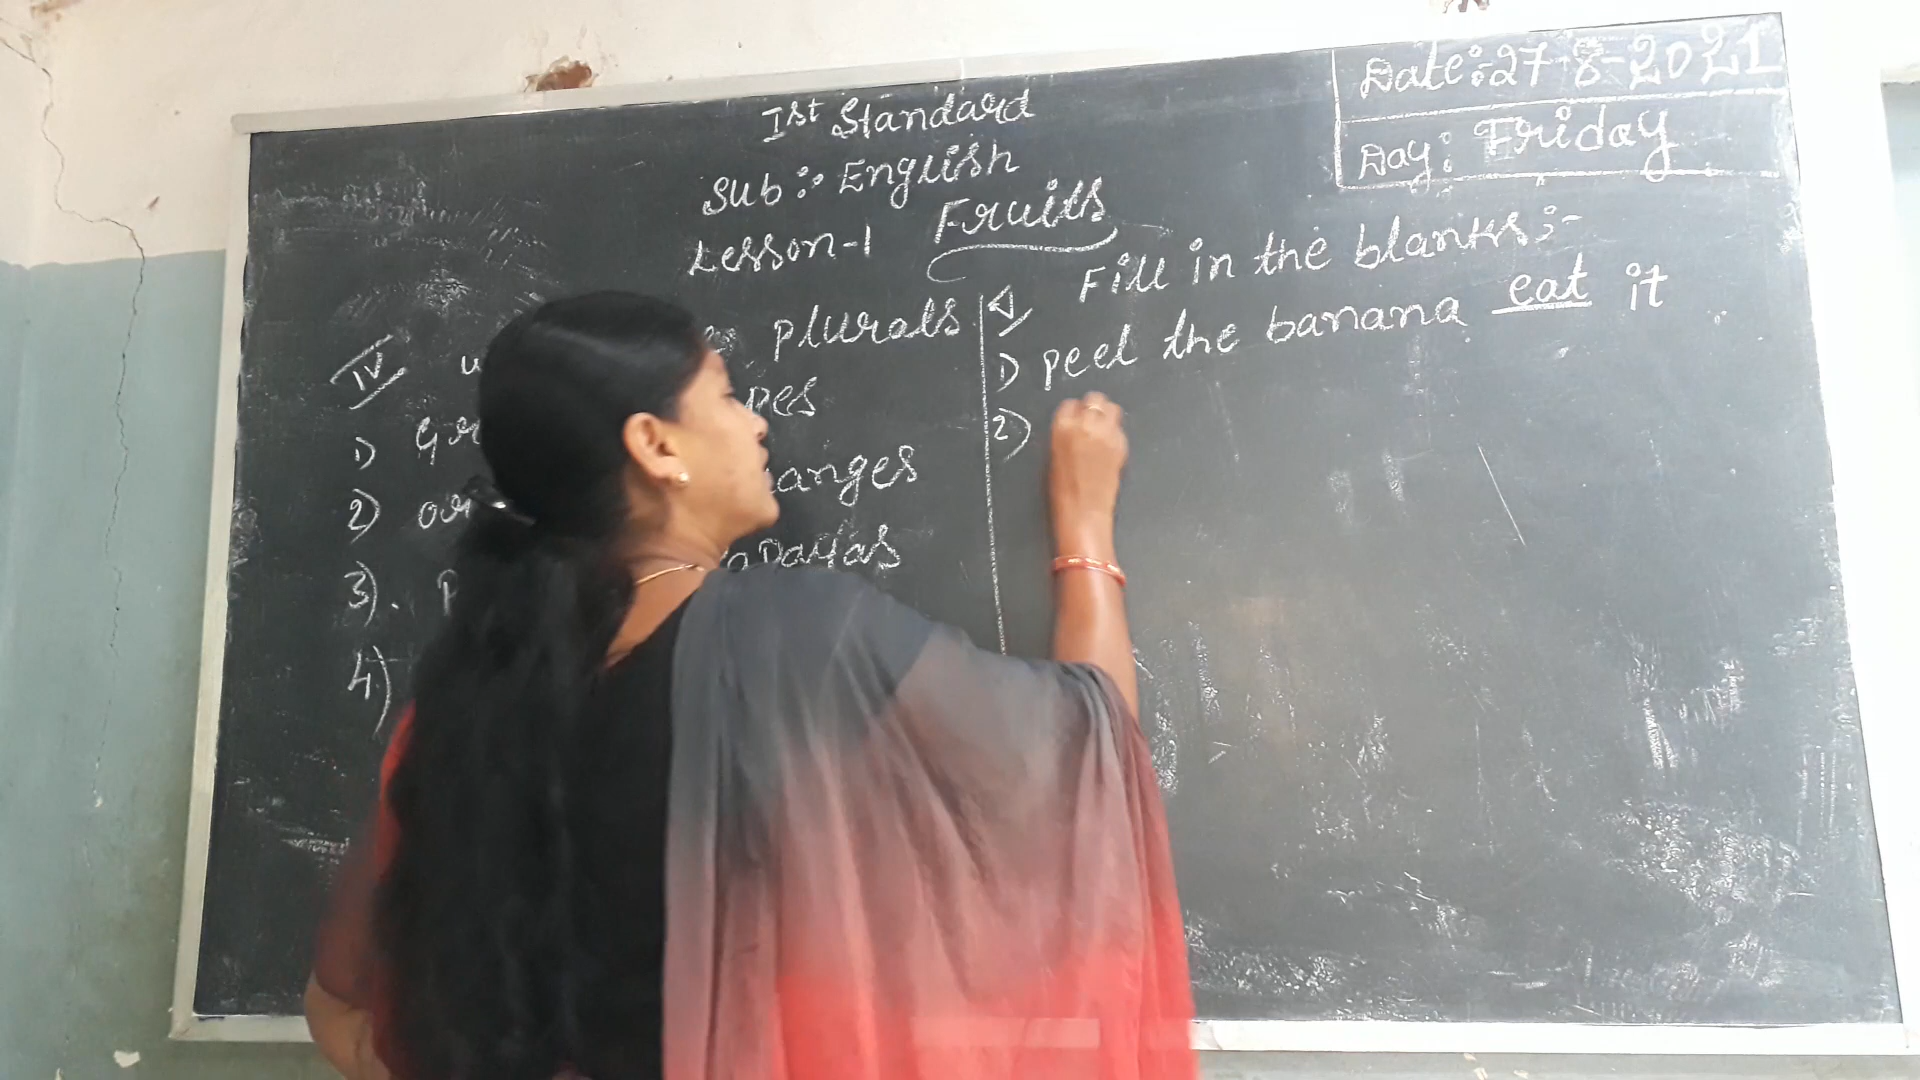 Date:-27-8-2021
Day: Friday
Ist Standard
Sub: English
Lesson-1 Fruits
IV plurals
1)
2) anges
3).
4)
V Fill in the blanks:-
1) peel the banana eat it
2)